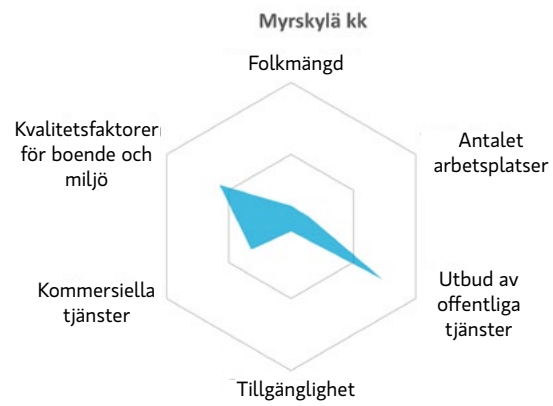 Myrskylä kk
Folkmängd
Kvalitetsfaktorer
för boende och
miljö
Antalet
arbetsplatser
Kommersiella
tjänster
Utbud av
offentliga
tjänster
Tillgänglighet